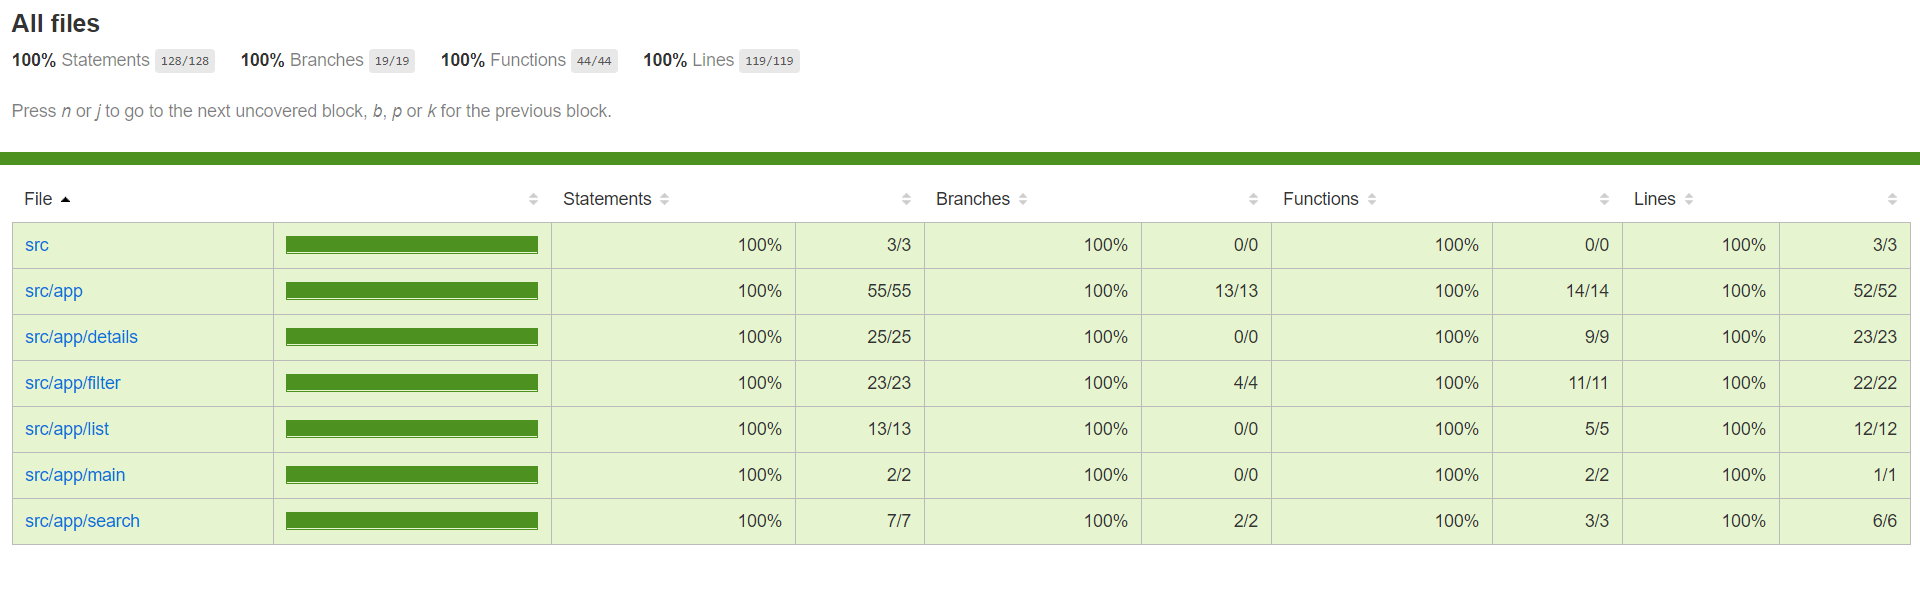 All files
100% Statements 128/128 100% Branches 19/19 100% Functions 44/44 100% Lines 119/119
Press n or j to go to the next uncovered block, b, p or k for the previous block.
File Statements Branches Functions Lines
src 100% 3/3 100% 0/0 100% 0/0 100% 3/3
src/app 100% 55/55 100% 13/13 100% 14/14 100% 52/52
src/app/details 100% 25/25 100% 0/0 100% 9/9 100% 23/23
src/app/filter 100% 23/23 100% 4/4 100% 11/11 100% 22/22
src/app/list 100% 13/13 100% 0/0 100% 5/5 100% 12/12
src/app/main 100% 2/2 100% 0/0 100% 2/2 100% 1/1
src/app/search 100% 7/7 100% 2/2 100% 3/3 100% 6/6